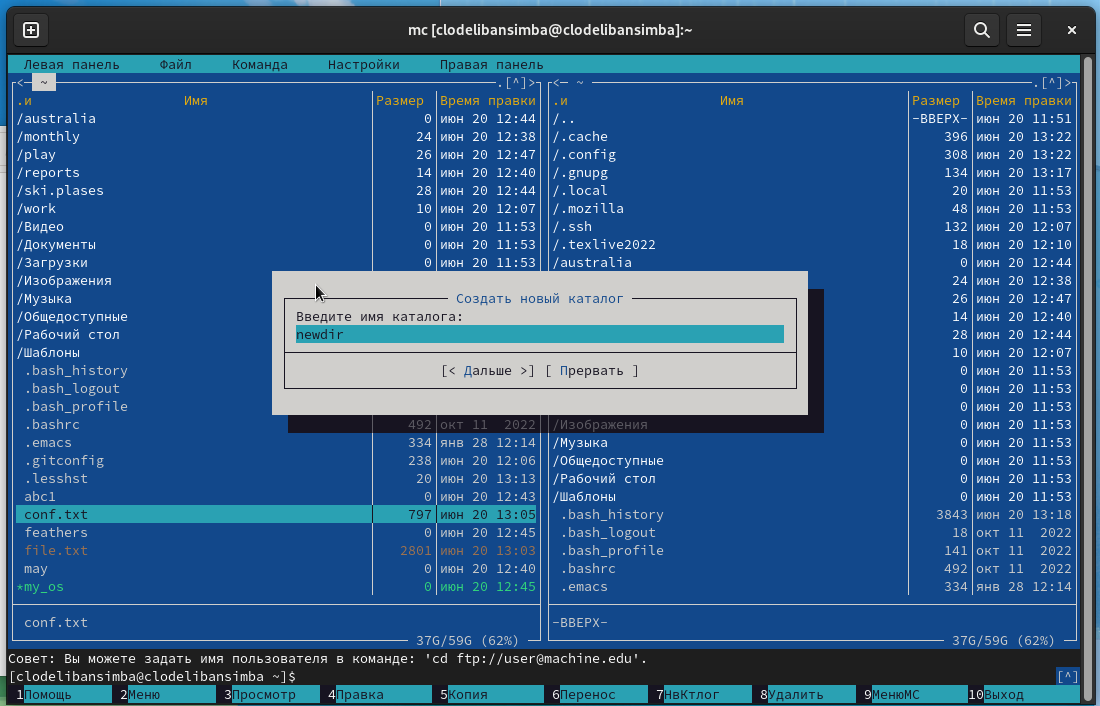 mc [clodelibansimba@clodelibansimba]:~
Левая панель Файл Команда Настройки Правая панель
<─ ~ .[^]> <─ ~ .[^]>
.и Имя Размер Время правки .и Имя Размер Время правки
/australia 0 июн 20 12:44 /.. -ВВЕРХ- июн 20 11:51
/monthly 24 июн 20 12:38 /.cache 396 июн 20 13:22
/play 26 июн 20 12:47 /.config 308 июн 20 13:22
/reports 14 июн 20 12:40 /.gnupg 134 июн 20 13:17
/ski.plases 28 июн 20 12:44 /.local 20 июн 20 11:53
/work 10 июн 20 12:07 /.mozilla 48 июн 20 11:53
/Видео 0 июн 20 11:53 /.ssh 132 июн 20 12:07
/Документы 0 июн 20 11:53 /.texlive2022 18 июн 20 12:10
/Загрузки 0 июн 20 11:53 /australia 0 июн 20 12:44
/Изображения 24 июн 20 12:38
/Музыка Создать новый каталог 26 июн 20 12:47
/Общедоступные Введите имя каталога: 14 июн 20 12:40
/Рабочий стол newdir 28 июн 20 12:44
/Шаблоны 10 июн 20 12:07
.bash_history [< Дальше >] [ Прервать ] 0 июн 20 11:53
.bash_logout 0 июн 20 11:53
.bash_profile 0 июн 20 11:53
.bashrc 492 окт 11 2022 /Изображения 0 июн 20 11:53
.emacs 334 янв 28 12:14 /Музыка 0 июн 20 11:53
.gitconfig 238 июн 20 12:06 /Общедоступные 0 июн 20 11:53
.lesshst 20 июн 20 13:13 /Рабочий стол 0 июн 20 11:53
abc1 0 июн 20 12:43 /Шаблоны 0 июн 20 11:53
conf.txt 797 июн 20 13:05 .bash_history 3843 июн 20 13:18
feathers 0 июн 20 12:45 .bash_logout 18 окт 11 2022
file.txt 2801 июн 20 13:03 .bash_profile 141 окт 11 2022
may 0 июн 20 12:40 .bashrc 492 окт 11 2022
*my_os 0 июн 20 12:45 .emacs 334 янв 28 12:14
conf.txt -ВВЕРХ-
37G/59G (62%) 37G/59G (62%)
Совет: Вы можете задать имя пользователя в команде: 'cd ftp://user@machine.edu'.
[clodelibansimba@clodelibansimba ~]$ [^]
1Помощь 2Меню 3Просмотр 4Правка 5Копия 6Перенос 7НвКтлог 8Удалить 9МенюМС 10Выход